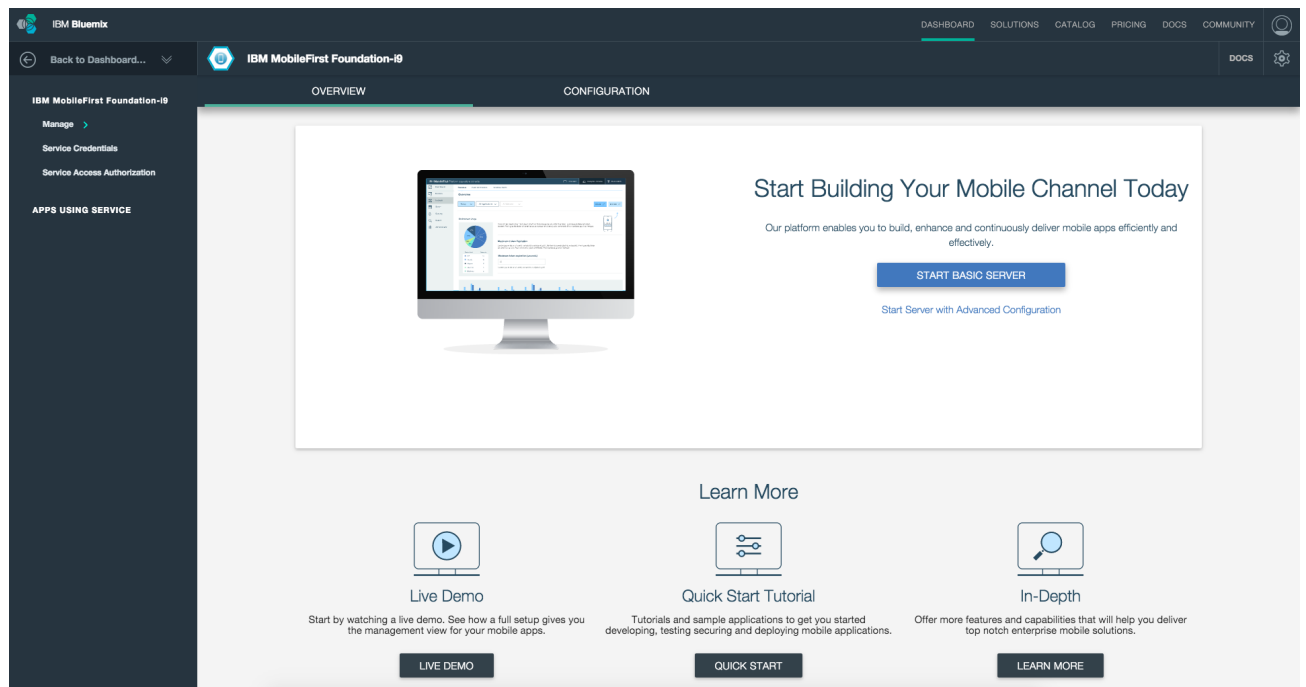 IBM Bluemix
DASHBOARD SOLUTIONS CATALOG PRICING DOCS COMMUNITY
Back to Dashboard...
IBM MobileFirst Foundation-i9
DOCS
IBM MobileFirst Foundation-i9
Manage >
Service Credentials
Service Access Authorization
APPS USING SERVICE
OVERVIEW CONFIGURATION
Start Building Your Mobile Channel Today
Our platform enables you to build, enhance and continuously deliver mobile apps efficiently and
effectively.
START BASIC SERVER
Start Server with Advanced Configuration
Learn More
Live Demo
Start by watching a live demo. See how a full setup gives you
the management view for your mobile apps.
LIVE DEMO
Quick Start Tutorial
Tutorials and sample applications to get you started
developing, testing securing and deploying mobile applications.
QUICK START
In-Depth
Offer more features and capabilities that will help you deliver
top notch enterprise mobile solutions.
LEARN MORE